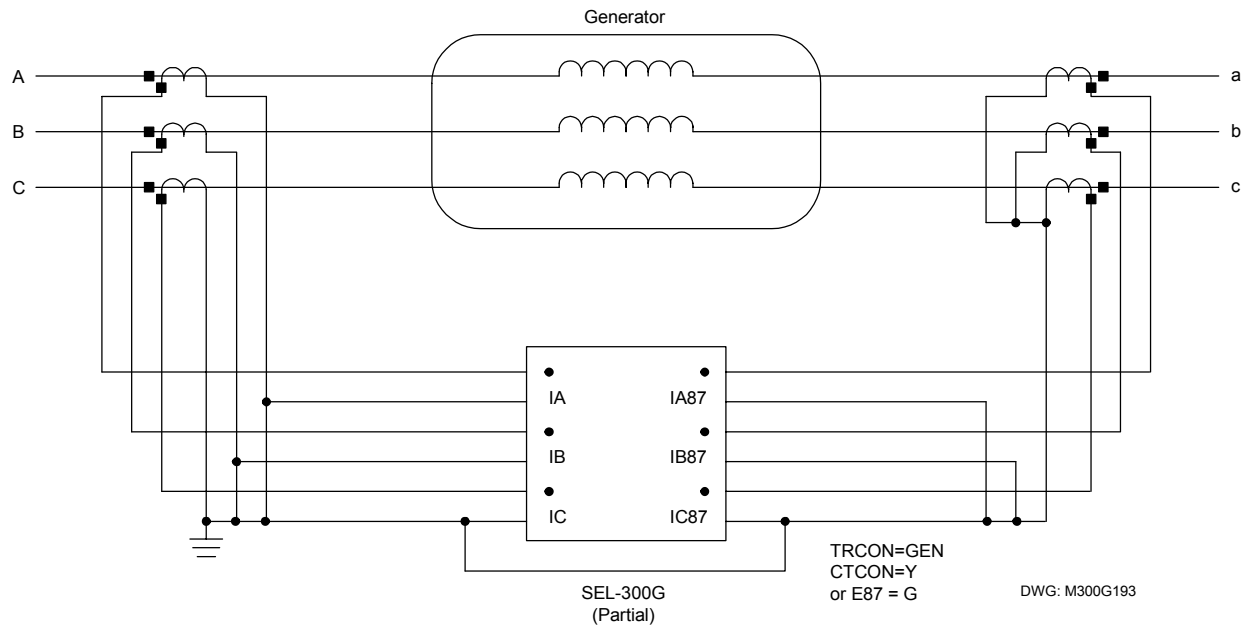 Generator
A a
B b
C c
IA IA87
IB IB87
IC IC87
TRCON=GEN
CTCON=Y
or E87 = G
SEL-300G
(Partial)
DWG: M300G193